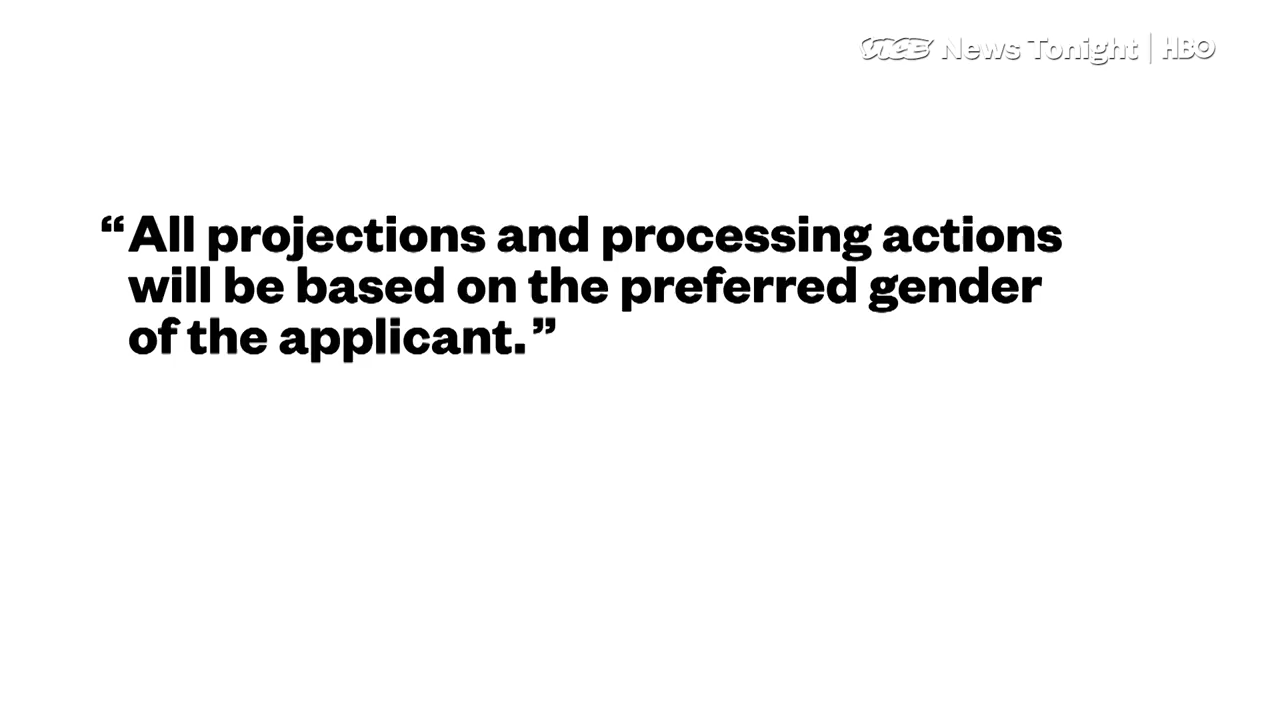 VICE News Tonight | HBO
“All projections and processing actions
will be based on the preferred gender
of the applicant.”